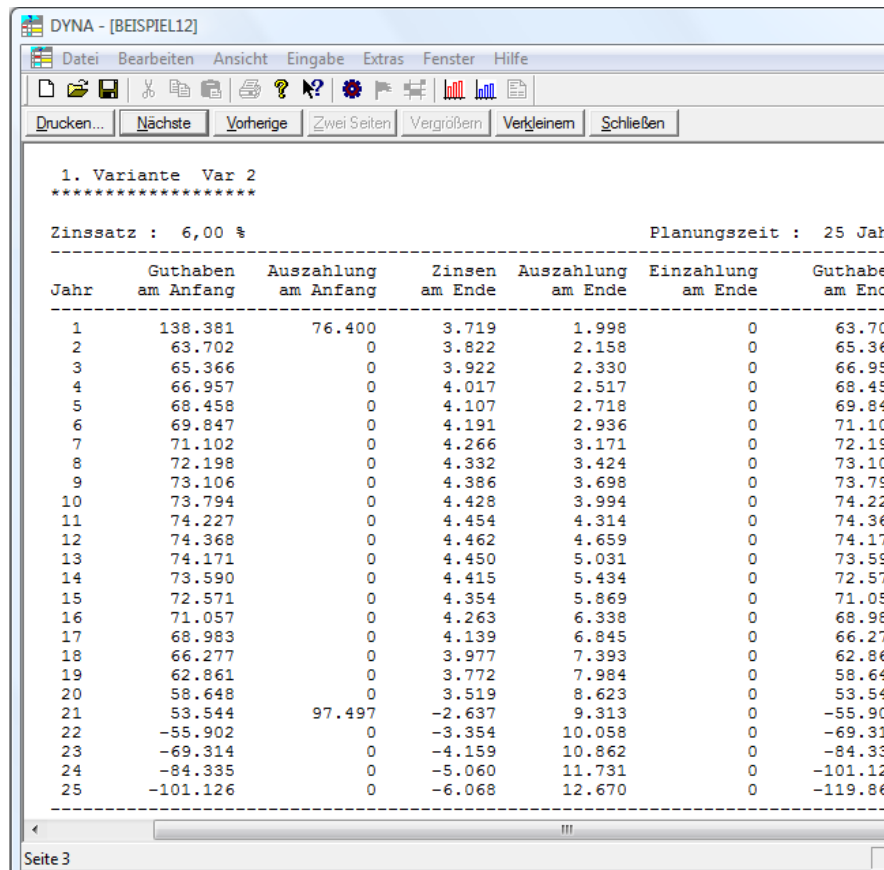 DYNA - [BEISPIEL12]
Datei Bearbeiten Ansicht Eingabe Extras Fenster Hilfe
Drucken... Nächste Vorherige Zwei Seiten Vergrößern Verkleinern Schließen
1. Variante Var 2
*******************
Zinssatz : 6,00 % Planungszeit : 25 Jah
Guthaben Auszahlung Zinsen Auszahlung Einzahlung Guthabe
Jahr am Anfang am Anfang am Ende am Ende am Ende am End
1 138.381 76.400 3.719 1.998 0 63.70
2 63.702 0 3.822 2.158 0 65.36
3 65.366 0 3.922 2.330 0 66.95
4 66.957 0 4.017 2.517 0 68.45
5 68.458 0 4.107 2.718 0 69.84
6 69.847 0 4.191 2.936 0 71.10
7 71.102 0 4.266 3.171 0 72.19
8 72.198 0 4.332 3.424 0 73.10
9 73.106 0 4.386 3.698 0 73.79
10 73.794 0 4.428 3.994 0 74.22
11 74.227 0 4.454 4.314 0 74.36
12 74.368 0 4.462 4.659 0 74.17
13 74.171 0 4.450 5.031 0 73.59
14 73.590 0 4.415 5.434 0 72.57
15 72.571 0 4.354 5.869 0 71.05
16 71.057 0 4.263 6.338 0 68.98
17 68.983 0 4.139 6.845 0 66.27
18 66.277 0 3.977 7.393 0 62.86
19 62.861 0 3.772 7.984 0 58.64
20 58.648 0 3.519 8.623 0 53.54
21 53.544 97.497 -2.637 9.313 0 -55.90
22 -55.902 0 -3.354 10.058 0 -69.31
23 -69.314 0 -4.159 10.862 0 -84.33
24 -84.335 0 -5.060 11.731 0 -101.12
25 -101.126 0 -6.068 12.670 0 -119.86
Seite 3